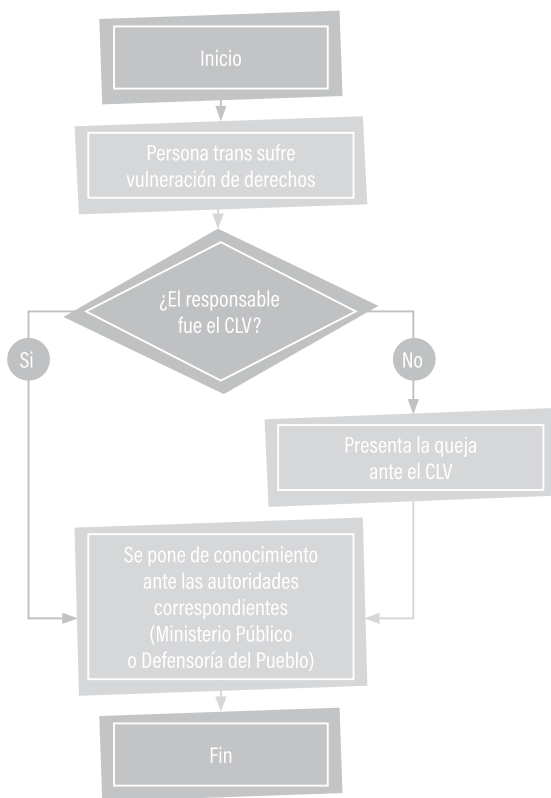 Inicio
Persona trans sufre
vulneración de derechos
¿El responsable
fue el CLV?
Si
No
Presenta la queja
ante el CLV
Se pone de conocimiento
ante las autoridades
correspondientes
(Ministerio Público
o Defensoría del Pueblo)
Fin